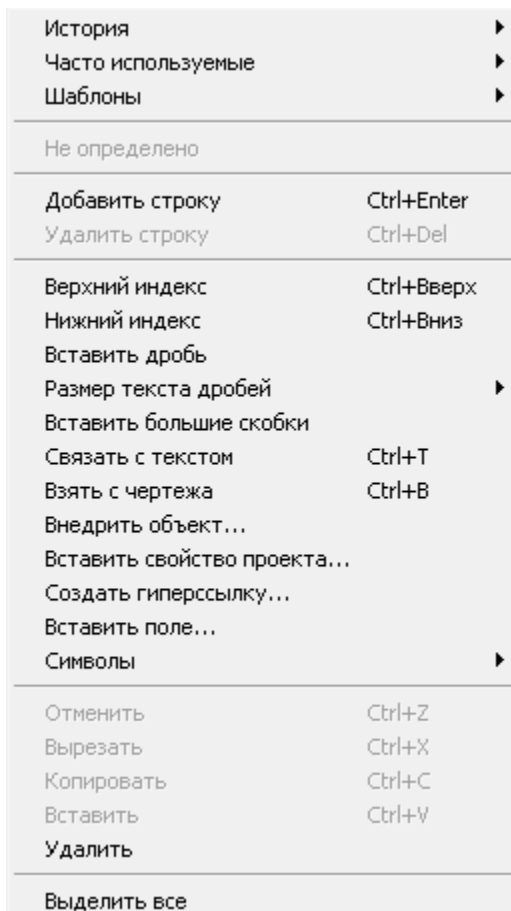 История
Часто используемые
Шаблоны
Не определено
Добавить строку Ctrl+Enter
Удалить строку Ctrl+Del
Верхний индекс Ctrl+Вверх
Нижний индекс Ctrl+Вниз
Вставить дробь
Размер текста дробей
Вставить большие скобки
Связать с текстом Ctrl+T
Взять с чертежа Ctrl+B
Внедрить объект...
Вставить свойство проекта...
Создать гиперссылку...
Вставить поле...
Символы
Отменить Ctrl+Z
Вырезать Ctrl+X
Копировать Ctrl+C
Вставить Ctrl+V
Удалить
Выделить все